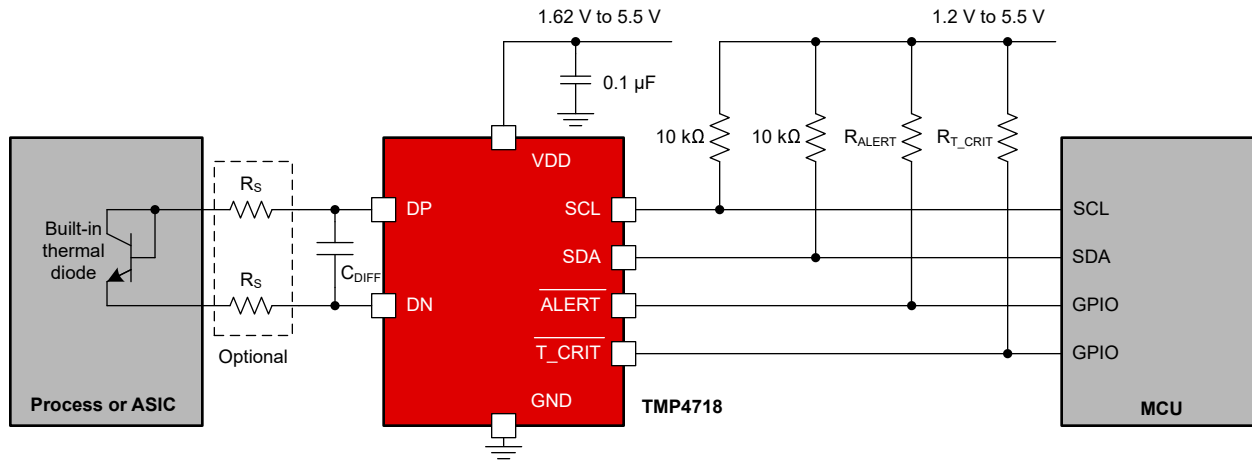 1.62 V to 5.5 V
1.2 V to 5.5 V
0.1 µF
10 kΩ
10 kΩ
RALERT
RT_CRIT
VDD
RS
DP
SCL
SCL
Built-in
thermal
diode
CDIFF
SDA
SDA
RS
DN
ALERT
GPIO
Optional
T_CRIT
GPIO
Process or ASIC
GND
TMP4718
MCU